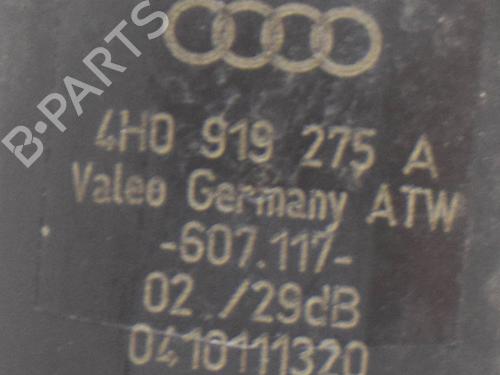 B-PARTS
4H0 919 275 A
Valeo Germany ATW
-607.117-
02 ./29dB
0410111320